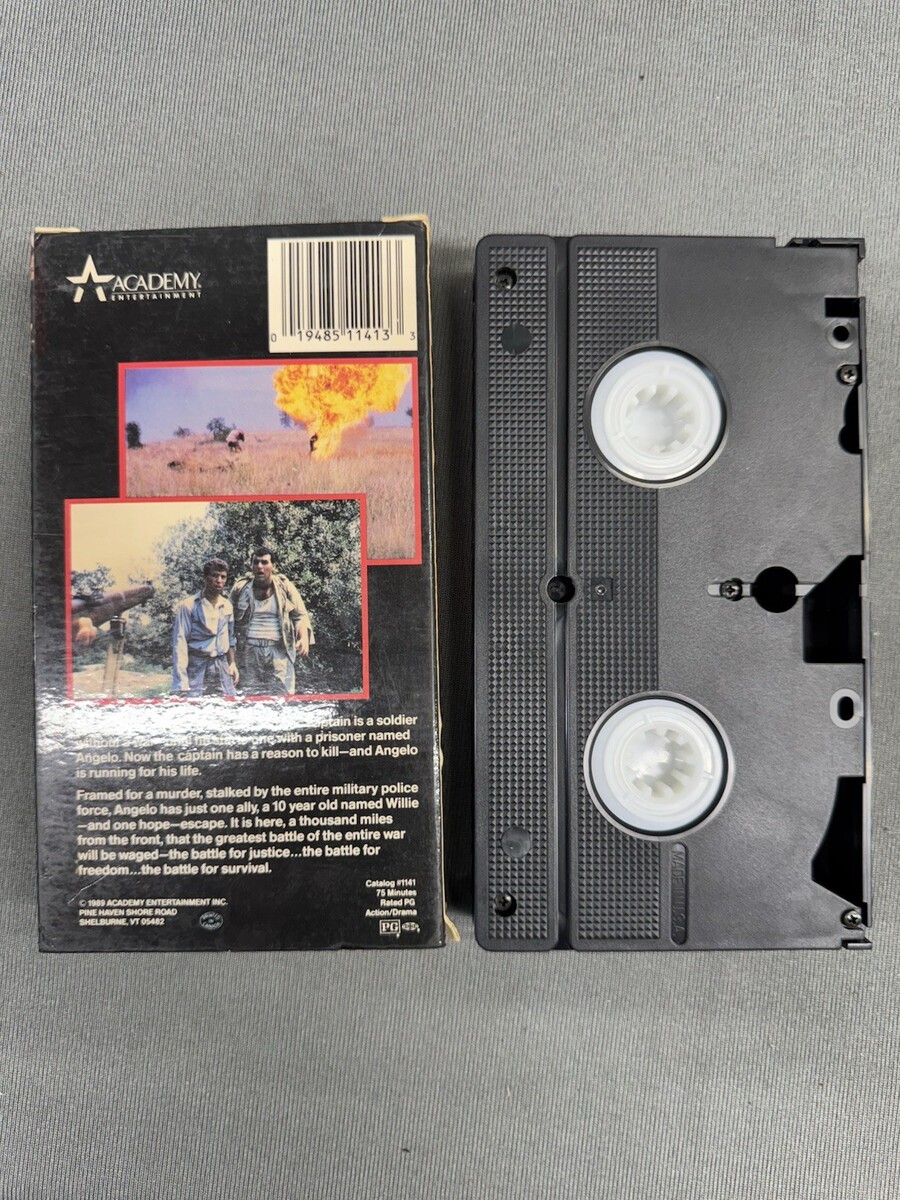 ACADEMY
ENTERTAINMENT
0 19485 11413 3
captain is a soldier
one with a prisoner named
Angelo. Now the captain has a reason to kill—and Angelo
is running for his life.
Framed for a murder, stalked by the entire military police
force, Angelo has just one ally, a 10 year old named Willie
—and one hope—escape. It is here, a thousand miles
from the front, that the greatest battle of the entire war
will be waged—the battle for justice...the battle for
freedom...the battle for survival.
© 1989 ACADEMY ENTERTAINMENT INC.
PINE HAVEN SHORE ROAD
SHELBURNE, VT 05482
Catalog #1141
75 Minutes
Rated PG
Action/Drama
PG
MADE IN U.S.A.